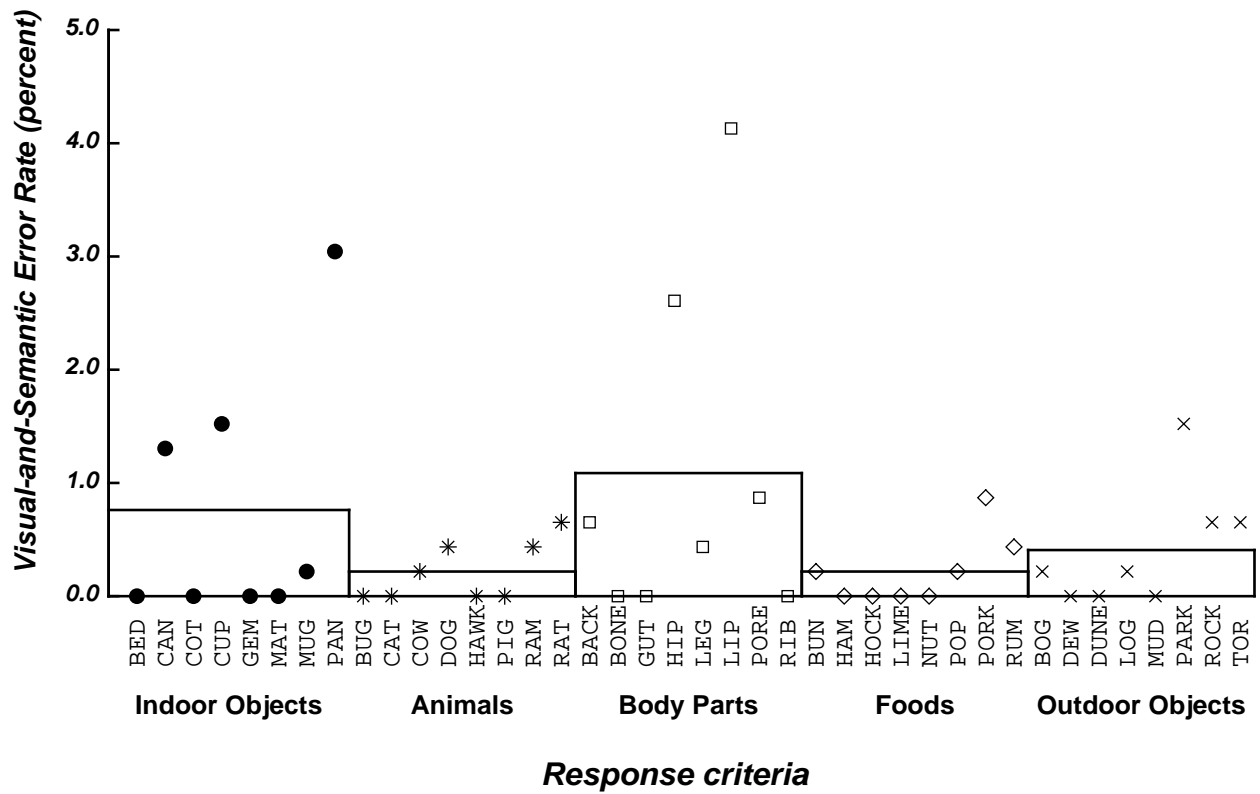 Visual-and-Semantic Error Rate (percent)
5.0
4.0
3.0
2.0
1.0
0.0
BED CAN COT CUP GEM MAT MUG PAN BUG CAT COW DOG HAWK PIG RAM RAT BACK BONE GUT HIP LEG LIP PORE RIB BUN HAM HOCK LIME NUT POP PORK RUM BOG DEW DUNE LOG MUD PARK ROCK TOR
Indoor Objects Animals Body Parts Foods Outdoor Objects
Response criteria